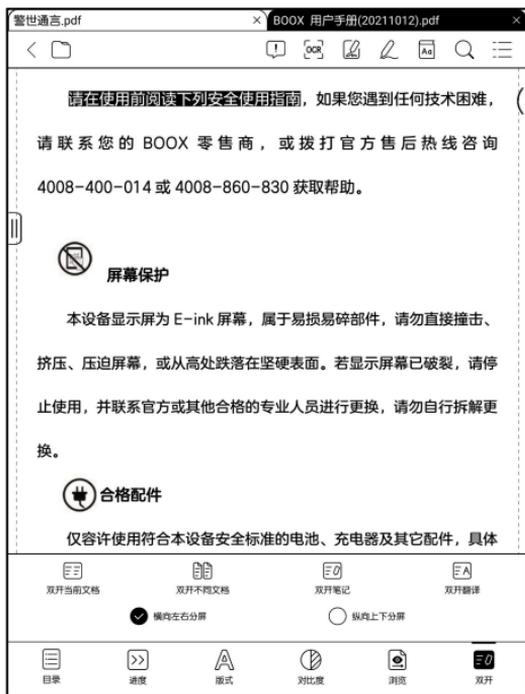 警世通言.pdf × BOOX 用户手册(20211012).pdf ×
OCR Aa
请在使用前阅读下列安全使用指南，如果您遇到任何技术困难，
请联系您的 BOOX 零售商，或拨打官方售后热线咨询
4008-400-014 或 4008-860-830 获取帮助。
屏幕保护
本设备显示屏为 E-ink 屏幕，属于易损易碎部件，请勿直接撞击、
挤压、压迫屏幕，或从高处跌落在坚硬表面。若显示屏幕已破裂，请停
止使用，并联系官方或其他合格的专业人员进行更换，请勿自行拆解更
换。
合格配件
仅容许使用符合本设备安全标准的电池、充电器及其它配件，具体
双开当前文档 双开不同文档 双开笔记 双开翻译
横向左右分屏 纵向上下分屏
目录 进度 版式 对比度 浏览 双开